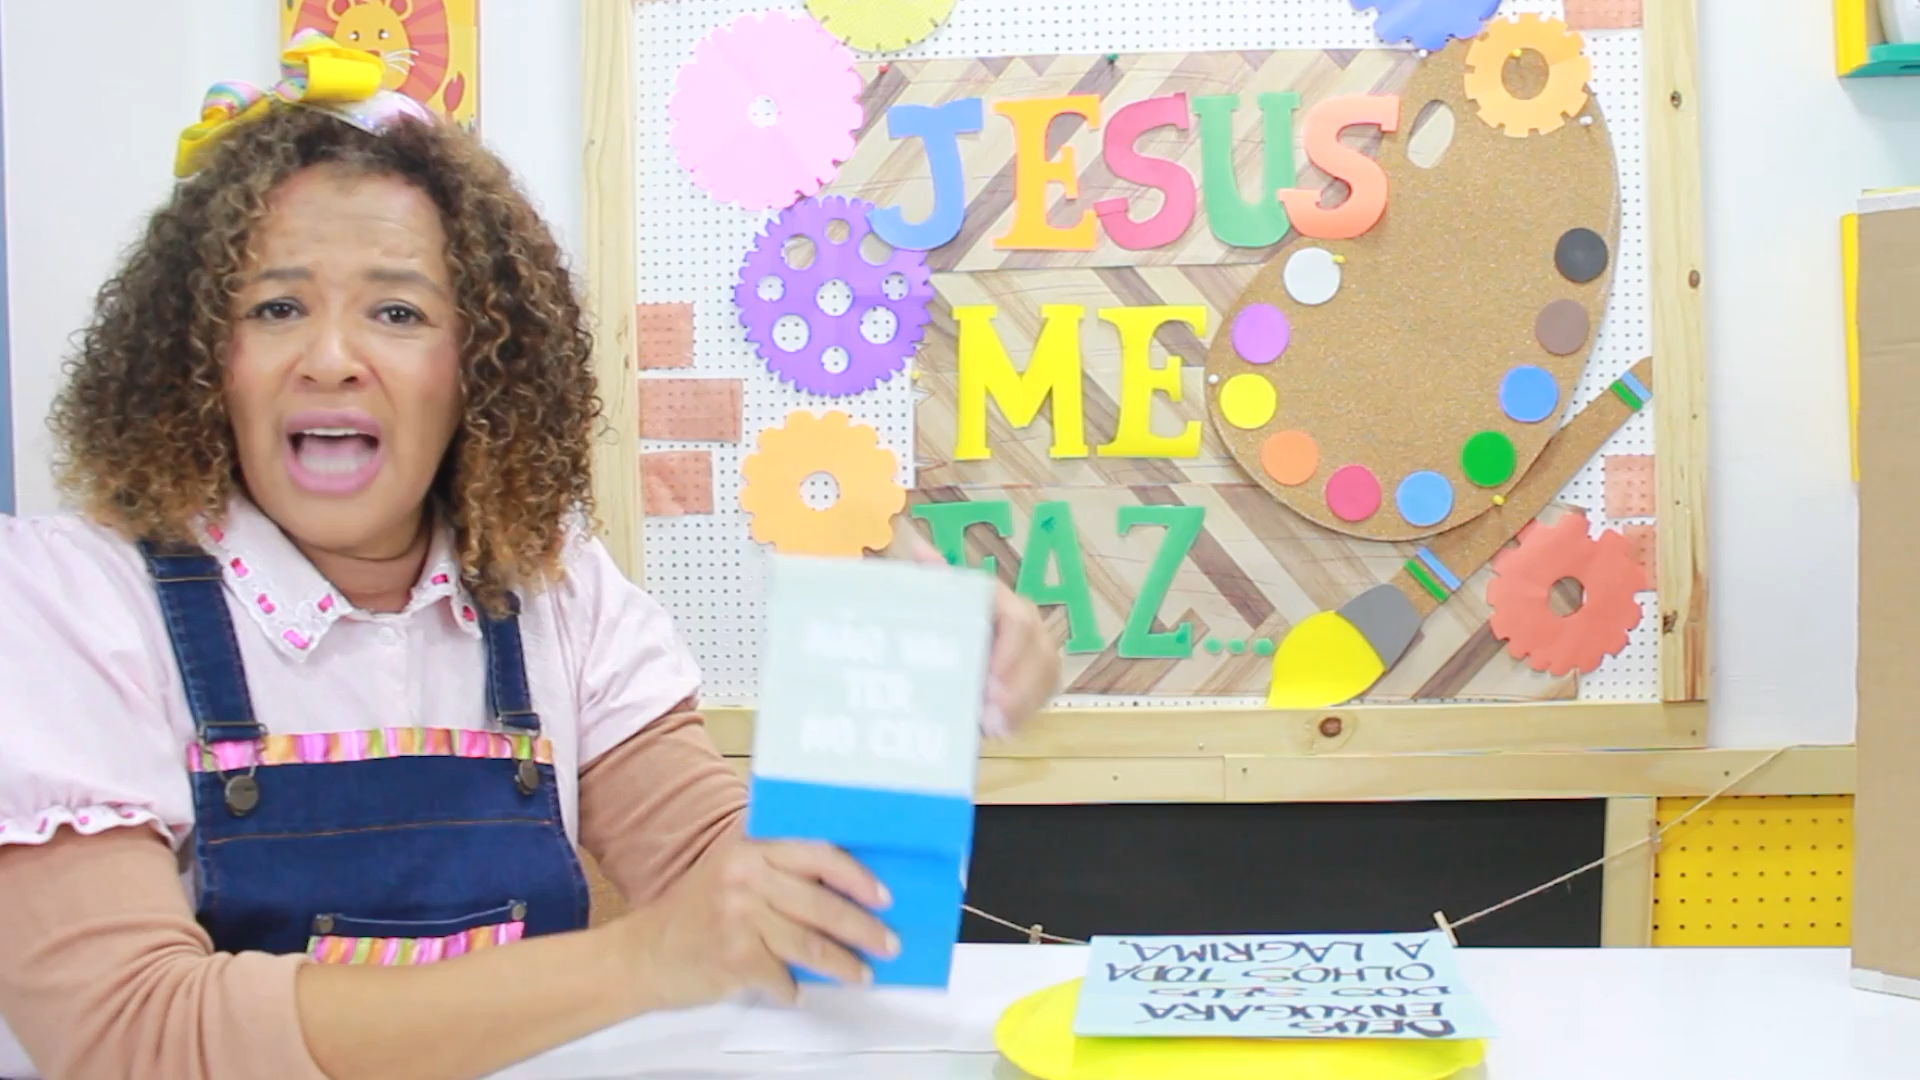 JESUS
ME
FAZ...
NÃO VAI
TER
NO CÉU
DEUS
ENXUGARÁ
DOS SEUS
OLHOS TODA
A LÁGRIMA.